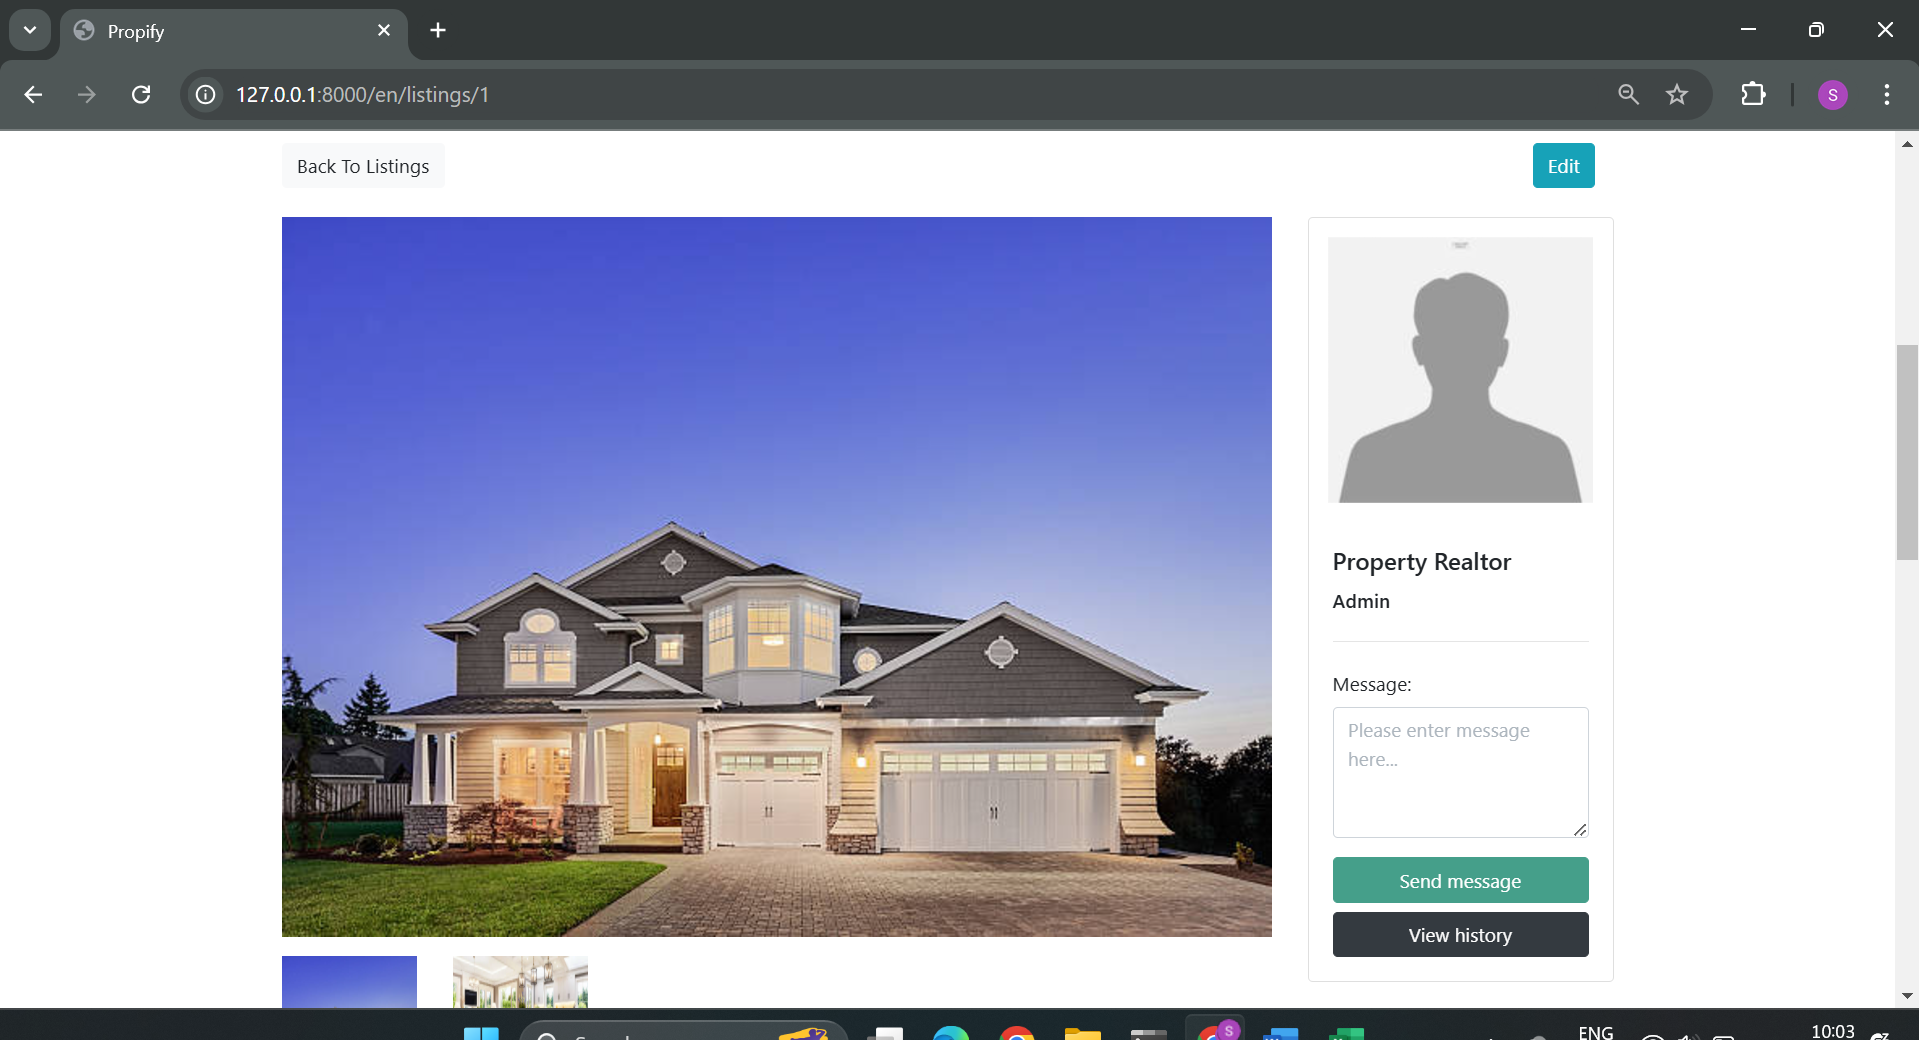 Propify
127.0.0.1:8000/en/listings/1
S
Back To Listings
Edit
Property Realtor
Admin
Message:
Please enter message
here...
Send message
View history
S
ENG
10:03